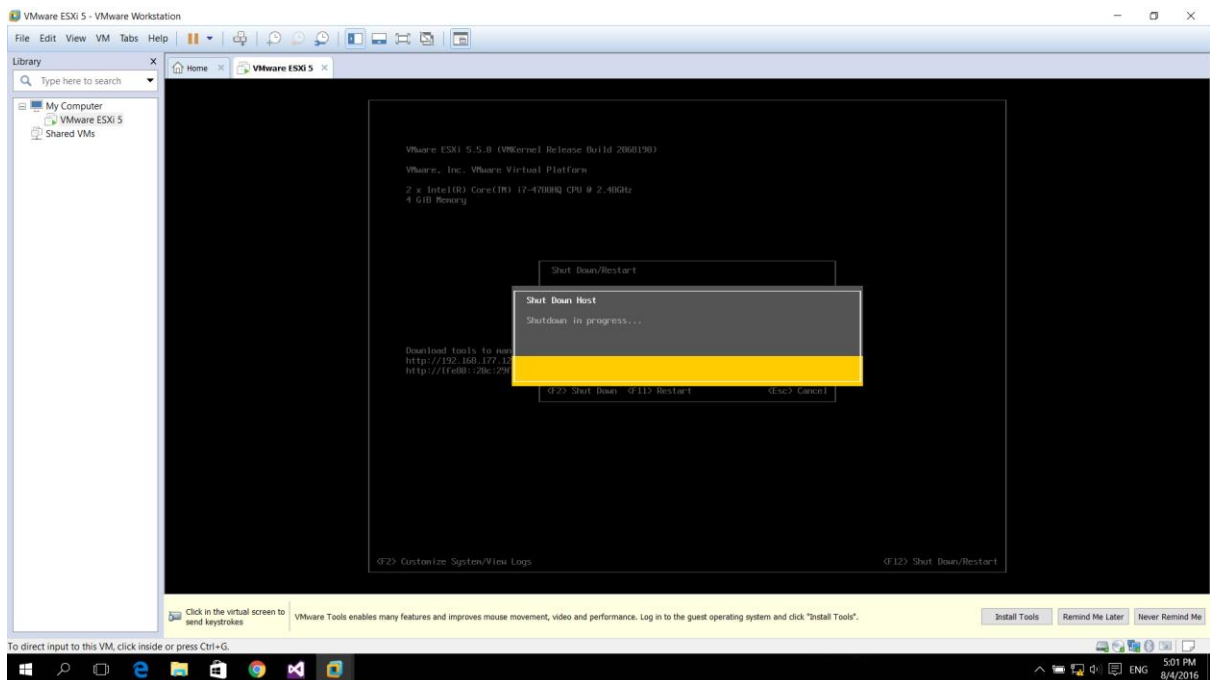 VMware ESXi 5 - VMware Workstation
File Edit View VM Tabs Help
Library
Type here to search
My Computer
VMware ESXi 5
Shared VMs
Home
VMware ESXi 5
VMware ESXi 5.5.0 (VMKernel Release Build 2068190)
VMware, Inc. VMware Virtual Platform
2 x Intel(R) Core(TM) i7-4700HQ CPU @ 2.40GHz
4 GiB Memory
Shut Down/Restart
Shut Down Host
Shutdown in progress...
Download tools to
http://192.168.177.12
<F2> Shut Down <F11> Restart <Esc> Cancel
<F2> Customize System/View Logs <F12> Shut Down/Restart
Click in the virtual screen to
send keystrokes
VMware Tools enables many features and improves mouse movement, video and performance. Log in to the guest operating system and click "Install Tools".
Install Tools Remind Me Later Never Remind Me
To direct input to this VM, click inside or press Ctrl+G.
ENG
5:01 PM
8/4/2016